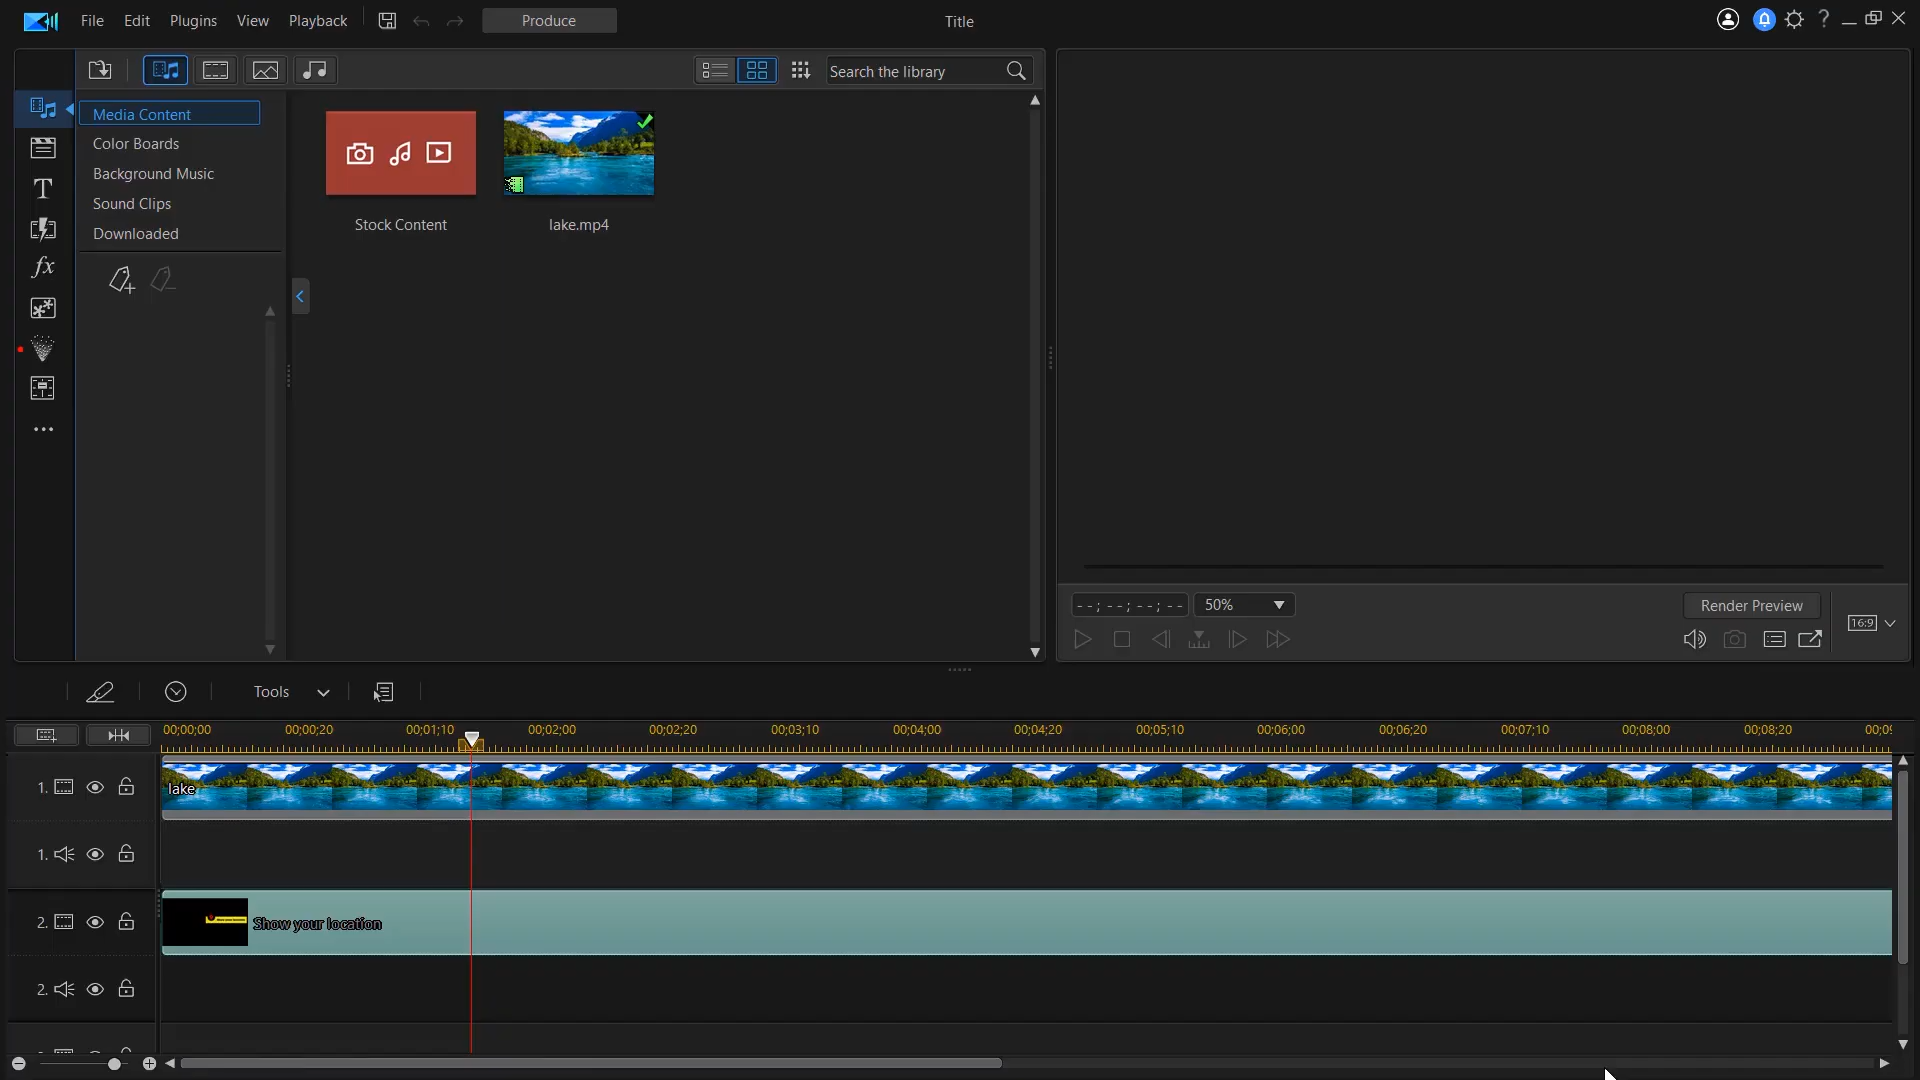 File Edit Plugins View Playback Produce Title
Search the library
Media Content
Color Boards
Background Music
Sound Clips
Downloaded
Stock Content
lake.mp4
--;--;--;-- 50% Render Preview
16:9
Tools
00;00;00 00;00;20 00;01;10 00;02;00 00;02;20 00;03;10 00;04;00 00;04;20 00;05;10 00;06;00 00;06;20 00;07;10 00;08;00 00;08;20
1.
lake
1.
2.
Show your location
2.